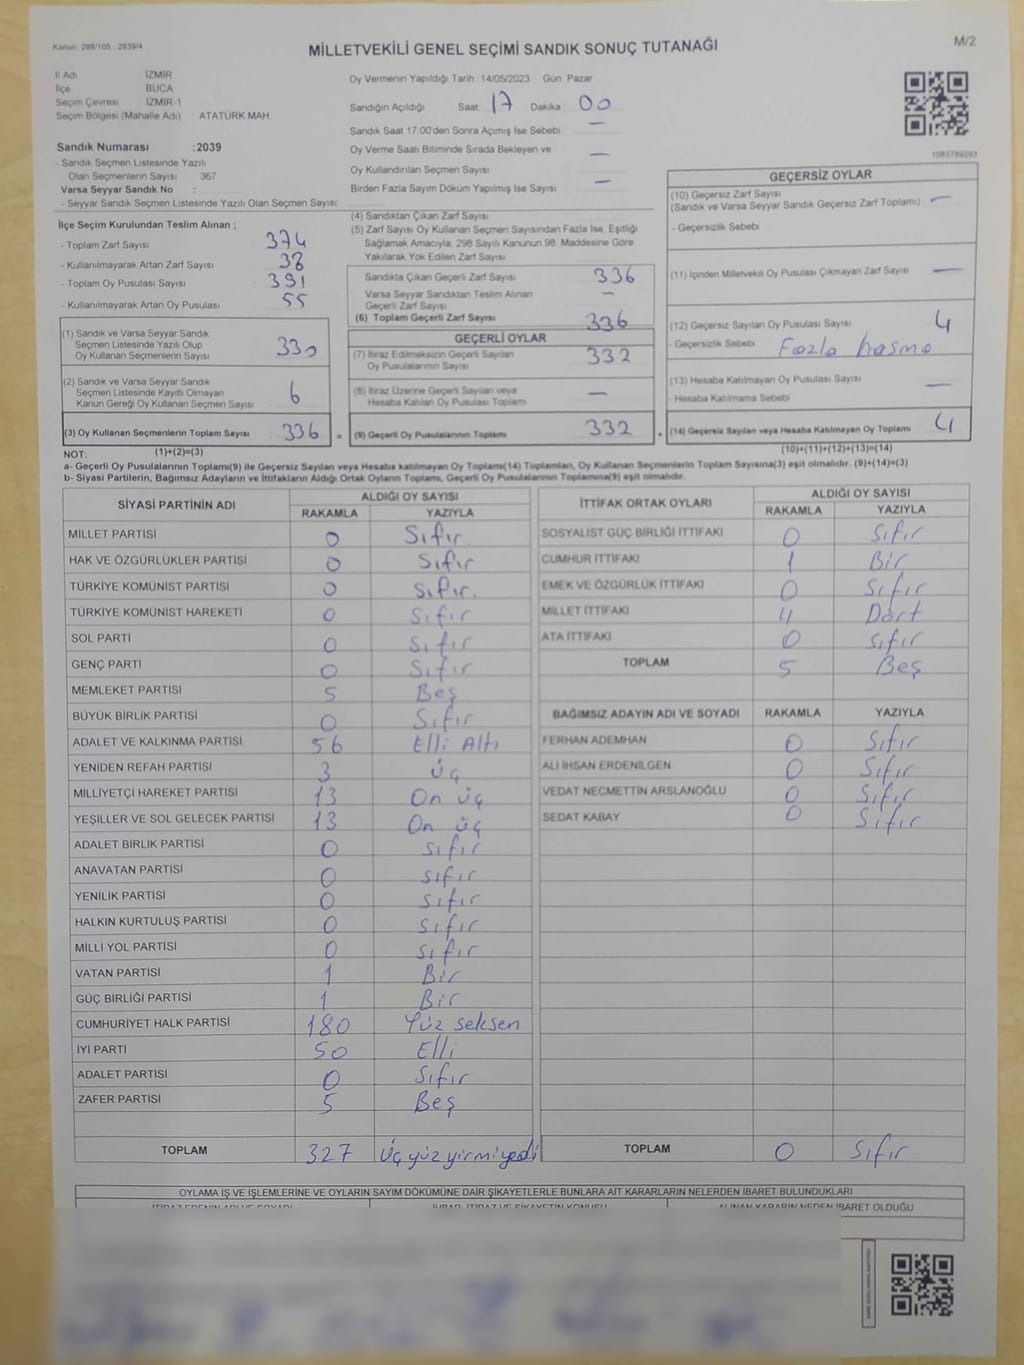 Kanun: 298/105 . 2839/4
MİLLETVEKİLİ GENEL SEÇİMİ SANDIK SONUÇ TUTANAĞI
M/2
İl Adı İZMİR
İlçe BUCA
Seçim Çevresi İZMİR-1
Seçim Bölgesi (Mahalle Adı) ATATÜRK MAH.
Sandık Numarası :2039
- Sandık Seçmen Listesinde Yazılı
Olan Seçmenlerin Sayısı 367
Varsa Seyyar Sandık No :
- Seyyar Sandık Seçmen Listesinde Yazılı Olan Seçmen Sayısı
Oy Vermenin Yapıldığı Tarih : 14/05/2023 Gün: Pazar
Sandığın Açıldığı Saat 17 Dakika 00
Sandık Saat 17:00'den Sonra Açımış İse Sebebi —
Oy Verme Saati Bitiminde Sırada Bekleyen ve
Oy Kullandırılan Seçmen Sayısı —
Birden Fazla Sayım Döküm Yapılmış İse Sayısı —
1083789293
İlçe Seçim Kurulundan Teslim Alınan ;
- Toplam Zarf Sayısı 374
- Kullanılmayarak Artan Zarf Sayısı 38
- Toplam Oy Pusulası Sayısı 391
- Kullanılmayarak Artan Oy Pusulası 55
(1) Sandık ve Varsa Seyyar Sandık
Seçmen Listesinde Yazılı Olup
Oy Kullanan Seçmenlerin Sayısı 330
(2) Sandık ve Varsa Seyyar Sandık
Seçmen Listesinde Kayıtlı Olmayan
Kanun Gereği Oy Kullanan Seçmen Sayısı 6
(3) Oy Kullanan Seçmenlerin Toplam Sayısı 336 =
(4) Sandıktan Çıkan Zarf Sayısı
(5) Zarf Sayısı Oy Kullanan Seçmen Sayısından Fazla İse, Eşitliği
Sağlamak Amacıyla, 298 Sayılı Kanunun 98. Maddesine Göre
Yakılarak Yok Edilen Zarf Sayısı
Sandıkta Çıkan Geçerli Zarf Sayısı 336
Varsa Seyyar Sandıktan Teslim Alınan
Geçerli Zarf Sayısı —
(6) Toplam Geçerli Zarf Sayısı 336
GEÇERLİ OYLAR
(7) İtiraz Edilmeksizin Geçerli Sayılan
Oy Pusulalarının Sayısı 332
(8) İtiraz Üzerine Geçerli Sayılan veya
Hesaba Katılan Oy Pusulası Toplamı —
(9) Geçerli Oy Pusulalarının Toplamı 332 +
GEÇERSİZ OYLAR
(10) Geçersiz Zarf Sayısı
(Sandık ve Varsa Seyyar Sandık Geçersiz Zarf Toplamı) —
- Geçersizlik Sebebi
(11) İçinden Milletvekili Oy Pusulası Çıkmayan Zarf Sayısı —
(12) Geçersiz Sayılan Oy Pusulası Sayısı 4
- Geçersizlik Sebebi Fazla basma
(13) Hesaba Katılmayan Oy Pusulası Sayısı —
- Hesaba Katılmama Sebebi
(14) Geçersiz Sayılan veya Hesaba Katılmayan Oy Toplamı 4
NOT: (1)+(2)=(3) (10)+(11)+(12)+(13)=(14)
a- Geçerli Oy Pusulalarının Toplamı(9) ile Geçersiz Sayılan veya Hesaba katılmayan Oy Toplamı(14) Toplamları, Oy Kullanan Seçmenlerin Toplam Sayısına(3) eşit olmalıdır. (9)+(14)=(3)
b- Siyasi Partilerin, Bağımsız Adayların ve İttifakların Aldığı Ortak Oyların Toplamı, Geçerli Oy Pusulalarının Toplamına(9) eşit olmalıdır.
SİYASİ PARTİNİN ADI ALDIĞI OY SAYISI
RAKAMLA YAZIYLA
MİLLET PARTİSİ 0 Sıfır
HAK VE ÖZGÜRLÜKLER PARTİSİ 0 Sıfır
TÜRKİYE KOMÜNİST PARTİSİ 0 Sıfır.
TÜRKİYE KOMÜNİST HAREKETİ 0 Sıfır
SOL PARTİ 0 Sıfır
GENÇ PARTİ 0 Sıfır
MEMLEKET PARTİSİ 5 Beş
BÜYÜK BİRLİK PARTİSİ 0 Sıfır
ADALET VE KALKINMA PARTİSİ 56 Elli Altı
YENİDEN REFAH PARTİSİ 3 Üç
MİLLİYETÇİ HAREKET PARTİSİ 13 On üç
YEŞİLLER VE SOL GELECEK PARTİSİ 13 On üç
ADALET BİRLİK PARTİSİ 0 sıfır
ANAVATAN PARTİSİ 0 sıfır
YENİLİK PARTİSİ 0 sıfır
HALKIN KURTULUŞ PARTİSİ 0 sıfır
MİLLİ YOL PARTİSİ 0 sıfır
VATAN PARTİSİ 1 Bir
GÜÇ BİRLİĞİ PARTİSİ 1 Bir
CUMHURİYET HALK PARTİSİ 180 Yüz seksen
İYİ PARTİ 50 Elli
ADALET PARTİSİ 0 Sıfır
ZAFER PARTİSİ 5 Beş
TOPLAM 327 Üç yüz yirmi yedi
İTTİFAK ORTAK OYLARI ALDIĞI OY SAYISI
RAKAMLA YAZIYLA
SOSYALİST GÜÇ BİRLİĞİ İTTİFAKI 0 Sıfır
CUMHUR İTTİFAKI 1 Bir
EMEK VE ÖZGÜRLÜK İTTİFAKI 0 Sıfır
MİLLET İTTİFAKI 4 Dört
ATA İTTİFAKI 0 Sıfır
TOPLAM 5 Beş
BAĞIMSIZ ADAYIN ADI VE SOYADI RAKAMLA YAZIYLA
FERHAN ADEMHAN 0 Sıfır
ALİ İHSAN ERDENİLGEN 0 Sıfır
VEDAT NECMETTİN ARSLANOĞLU 0 Sıfır
SEDAT KABAY 0 Sıfır
TOPLAM 0 Sıfır
OYLAMA İŞ VE İŞLEMLERİNE VE OYLARIN SAYIM DÖKÜMÜNE DAİR ŞİKAYETLERLE BUNLARA AİT KARARLARIN NELERDEN İBARET BULUNDUKLARI
İTİRAZ EDENİN ADI VE SOYADI İHBAR, İTİRAZ VE ŞİKAYETİN KONUSU ALINAN KARARIN NEDEN İBARET OLDUĞU